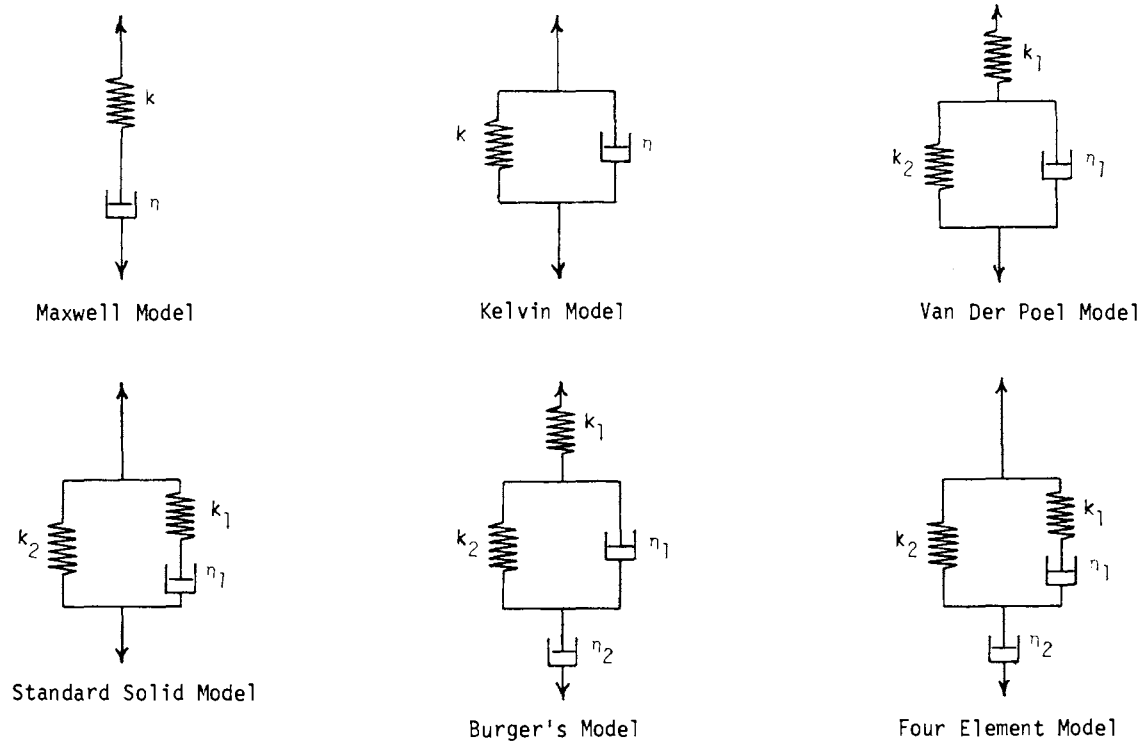 k
η
Maxwell Model
k
η
Kelvin Model
k1
k2
η1
Van Der Poel Model
k1
k2
η1
Standard Solid Model
k1
k2
η1
η2
Burger's Model
k1
k2
η1
η2
Four Element Model